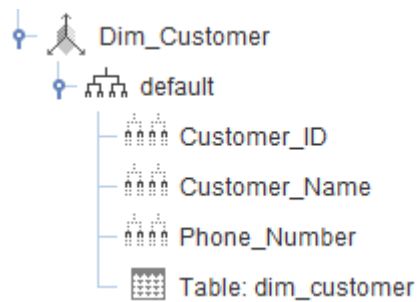 Dim_Customer
default
Customer_ID
Customer_Name
Phone_Number
Table: dim_customer